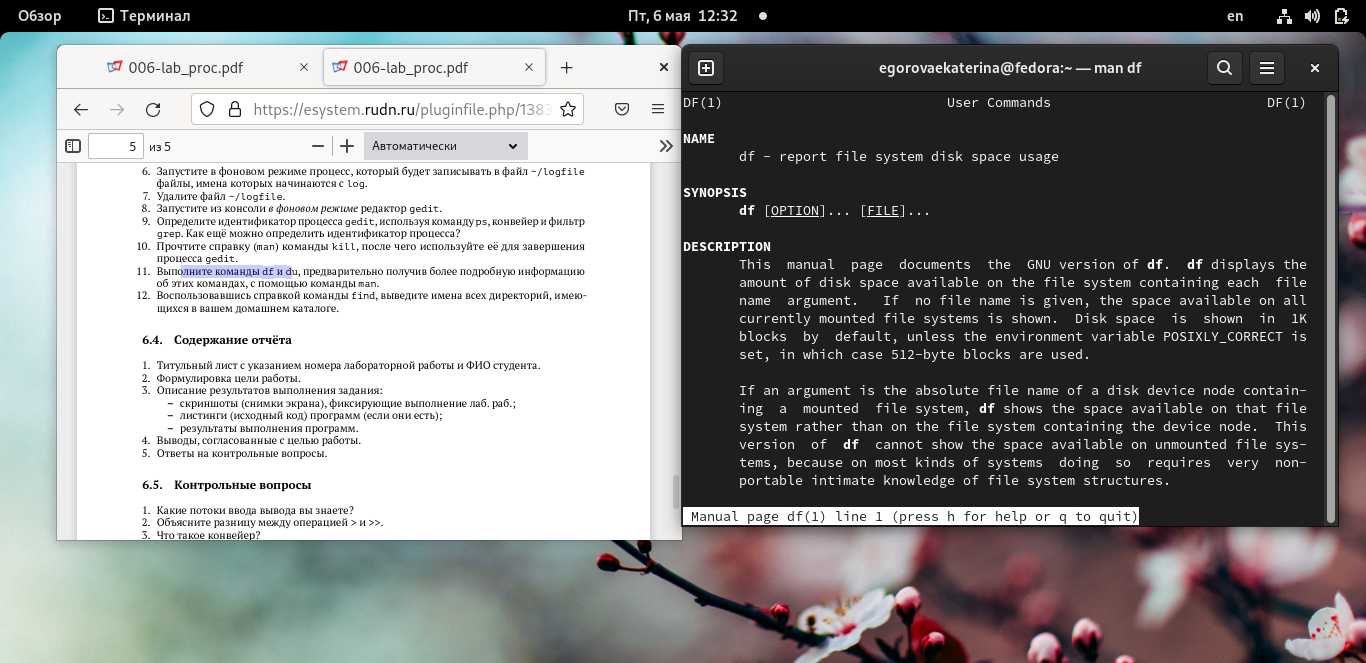 Обзор
Терминал
Пт, 6 мая 12:32
en
006-lab_proc.pdf
006-lab_proc.pdf
https://esystem.rudn.ru/pluginfile.php/1383
5 из 5
Автоматически
6. Запустите в фоновом режиме процесс, который будет записывать в файл ~/logfile
файлы, имена которых начинаются с log.
7. Удалите файл ~/logfile.
8. Запустите из консоли в фоновом режиме редактор gedit.
9. Определите идентификатор процесса gedit, используя команду ps, конвейер и фильтр
grep. Как ещё можно определить идентификатор процесса?
10. Прочтите справку (man) команды kill, после чего используйте её для завершения
процесса gedit.
11. Выполните команды df и du, предварительно получив более подробную информацию
об этих командах, с помощью команды man.
12. Воспользовавшись справкой команды find, выведите имена всех директорий, имею-
щихся в вашем домашнем каталоге.
6.4. Содержание отчёта
1. Титульный лист с указанием номера лабораторной работы и ФИО студента.
2. Формулировка цели работы.
3. Описание результатов выполнения задания:
– скриншоты (снимки экрана), фиксирующие выполнение лаб. раб.;
– листинги (исходный код) программ (если они есть);
– результаты выполнения программ.
4. Выводы, согласованные с целью работы.
5. Ответы на контрольные вопросы.
6.5. Контрольные вопросы
1. Какие потоки ввода вывода вы знаете?
2. Объясните разницу между операцией > и >>.
3. Что такое конвейер?
egorovaekaterina@fedora:~ — man df
DF(1) User Commands DF(1)
NAME
df - report file system disk space usage
SYNOPSIS
df [OPTION]... [FILE]...
DESCRIPTION
This manual page documents the GNU version of df. df displays the
amount of disk space available on the file system containing each file
name argument. If no file name is given, the space available on all
currently mounted file systems is shown. Disk space is shown in 1K
blocks by default, unless the environment variable POSIXLY_CORRECT is
set, in which case 512-byte blocks are used.
If an argument is the absolute file name of a disk device node contain-
ing a mounted file system, df shows the space available on that file
system rather than on the file system containing the device node. This
version of df cannot show the space available on unmounted file sys-
tems, because on most kinds of systems doing so requires very non-
portable intimate knowledge of file system structures.
Manual page df(1) line 1 (press h for help or q to quit)